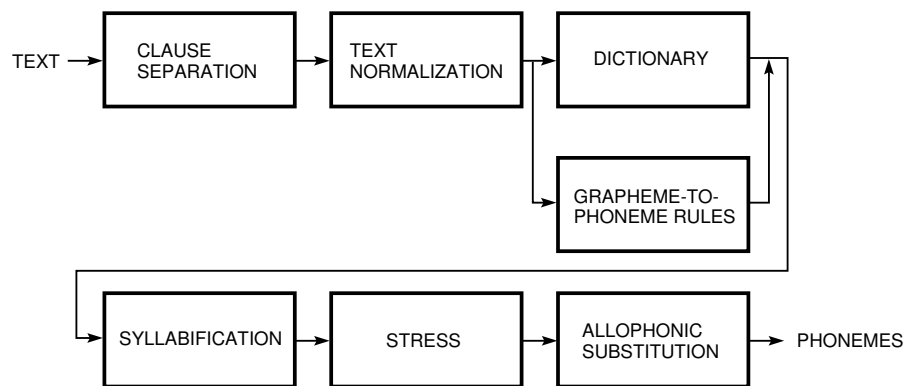 TEXT
CLAUSE
SEPARATION
TEXT
NORMALIZATION
DICTIONARY
GRAPHEME-TO-
PHONEME RULES
SYLLABIFICATION
STRESS
ALLOPHONIC
SUBSTITUTION
PHONEMES